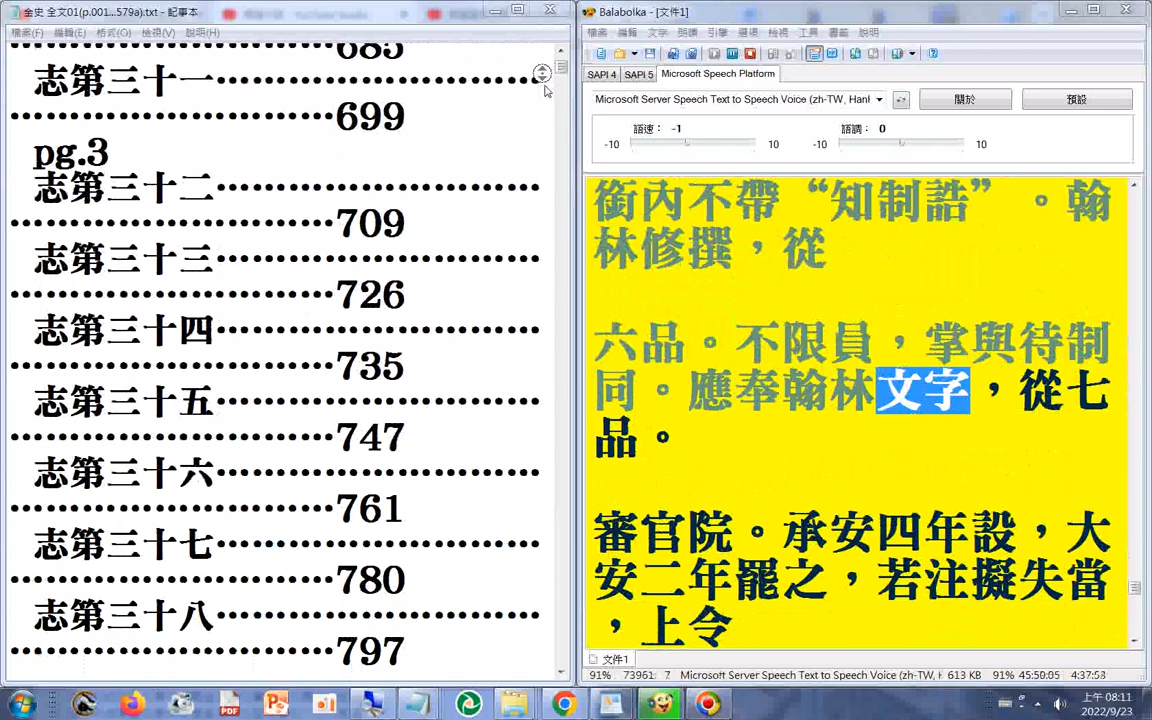 金史 全文01(p.001...579a).txt - 記事本
檔案(F) 編輯(E) 格式(O) 檢視(V) 說明(H)
685
志第三十一
699
pg.3
志第三十二
709
志第三十三
726
志第三十四
735
志第三十五
747
志第三十六
761
志第三十七
780
志第三十八
797
Balabolka - [文件1]
檔案 編輯 文字 朗讀 引擎 選項 檢視 工具 書籤 說明
SAPI 4 SAPI 5 Microsoft Speech Platform
Microsoft Server Speech Text to Speech Voice (zh-TW, Hanl
關於
預設
語速： -1
語調： 0
-10 10 -10 10
銜內不帶“知制誥”。翰
林修撰，從
六品。不限員，掌與待制
同。應奉翰林文字，從七
品。
審官院。承安四年設，大
安二年罷之，若注擬失當
，上令
文件1
91% 73961: 7 Microsoft Server Speech Text to Speech Voice (zh-TW, H 613 KB 91% 45:50:05 4:37:53
上午 08:11
2022/9/23